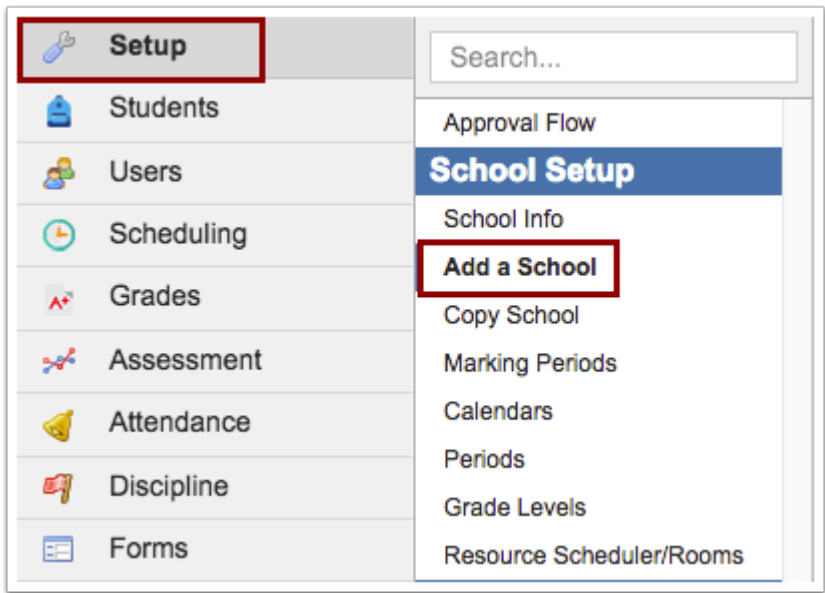 Setup
Students
Users
Scheduling
A+
Grades
Assessment
Attendance
Discipline
Forms
Search...
Approval Flow
School Setup
School Info
Add a School
Copy School
Marking Periods
Calendars
Periods
Grade Levels
Resource Scheduler/Rooms